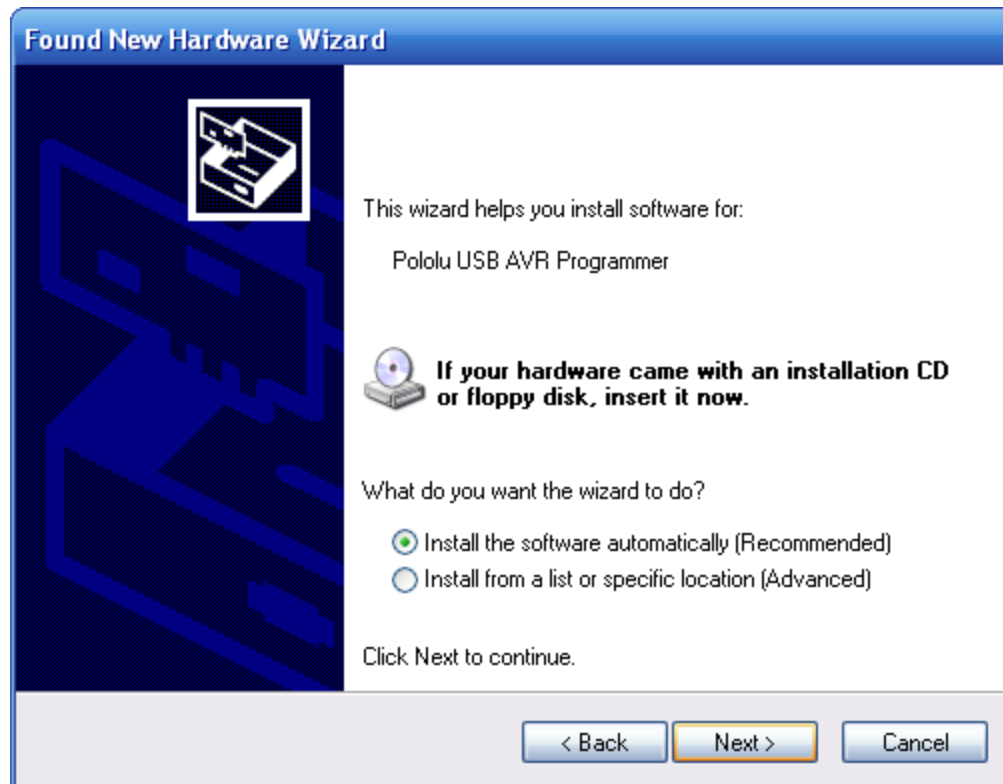 Found New Hardware Wizard
This wizard helps you install software for:
Pololu USB AVR Programmer
If your hardware came with an installation CD
or floppy disk, insert it now.
What do you want the wizard to do?
Install the software automatically (Recommended)
Install from a list or specific location (Advanced)
Click Next to continue.
< Back
Next >
Cancel